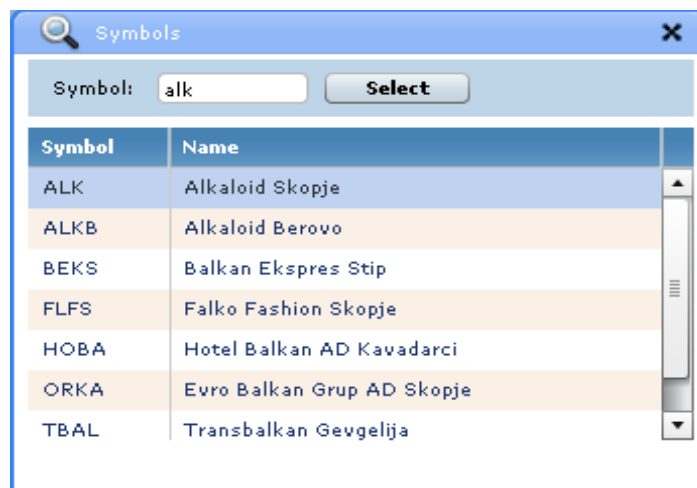 Symbols
Symbol: alk Select
Symbol Name
ALK Alkaloid Skopje
ALKB Alkaloid Berovo
BEKS Balkan Ekspres Stip
FLFS Falko Fashion Skopje
HOBA Hotel Balkan AD Kavadarci
ORKA Evro Balkan Grup AD Skopje
TBAL Transbalkan Gevgelija